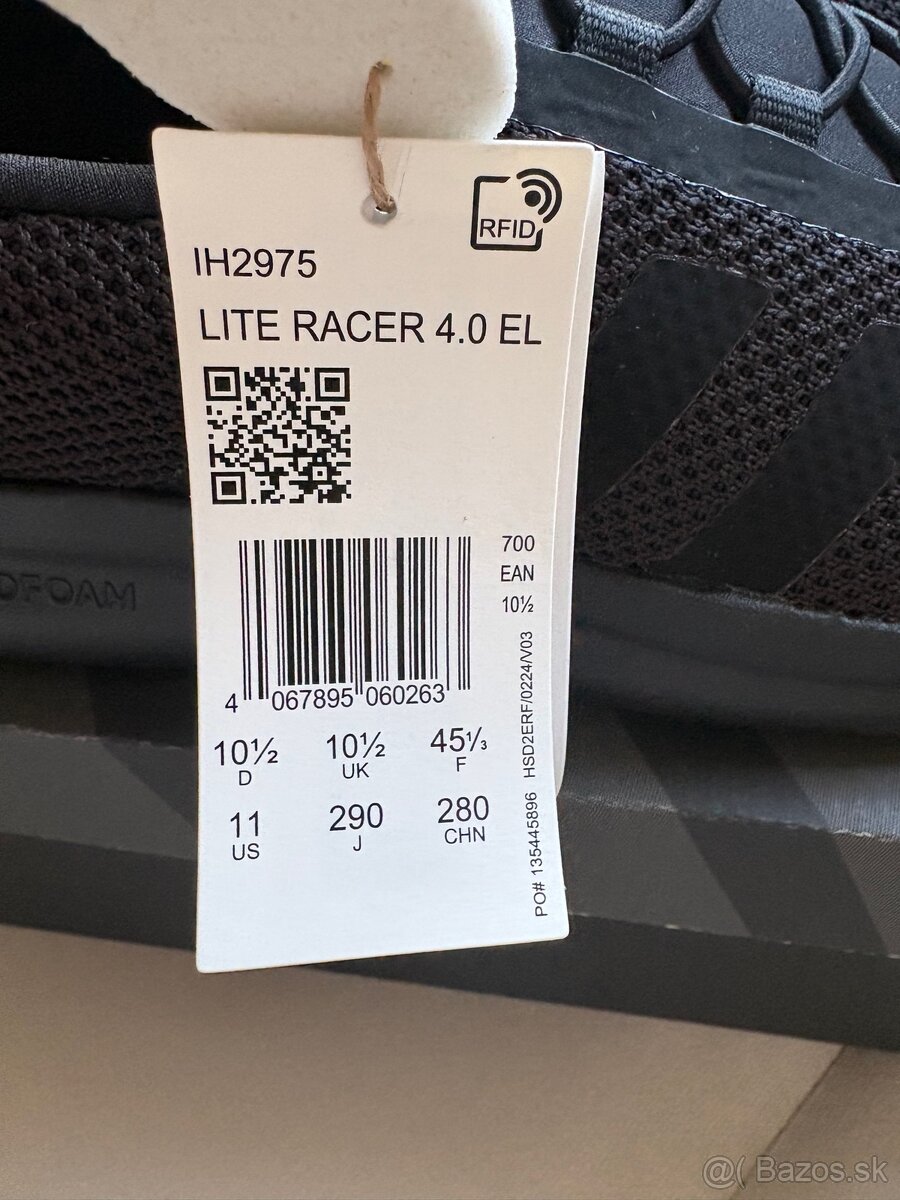 RFID
IH2975
LITE RACER 4.0 EL
700
EAN
10½
4 067895 060263
10½ 10½ 45⅓
D UK F
11 290 280
US J CHN
PO# 135445896 HSD2ERF/0224/V03
DFOAM
@( Bazos.sk